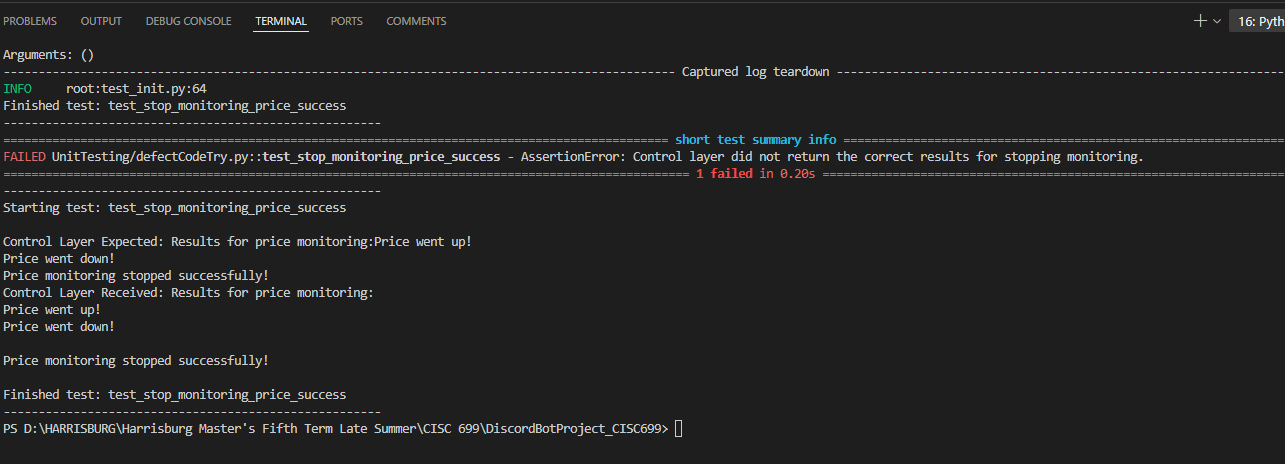 PROBLEMS OUTPUT DEBUG CONSOLE TERMINAL PORTS COMMENTS 16: Pyth
Arguments: ()
------------------------------------------------------------------------------------------------ Captured log teardown ----------------------------------------------------------------
INFO root:test_init.py:64
Finished test: test_stop_monitoring_price_success
------------------------------------------------------
=============================================================================================== short test summary info ===============================================================
FAILED UnitTesting/defectCodeTry.py::test_stop_monitoring_price_success - AssertionError: Control layer did not return the correct results for stopping monitoring.
================================================================================================== 1 failed in 0.20s ==================================================================
------------------------------------------------------
Starting test: test_stop_monitoring_price_success
Control Layer Expected: Results for price monitoring:Price went up!
Price went down!
Price monitoring stopped successfully!
Control Layer Received: Results for price monitoring:
Price went up!
Price went down!
Price monitoring stopped successfully!
Finished test: test_stop_monitoring_price_success
------------------------------------------------------
PS D:\HARRISBURG\Harrisburg Master's Fifth Term Late Summer\CISC 699\DiscordBotProject_CISC699>